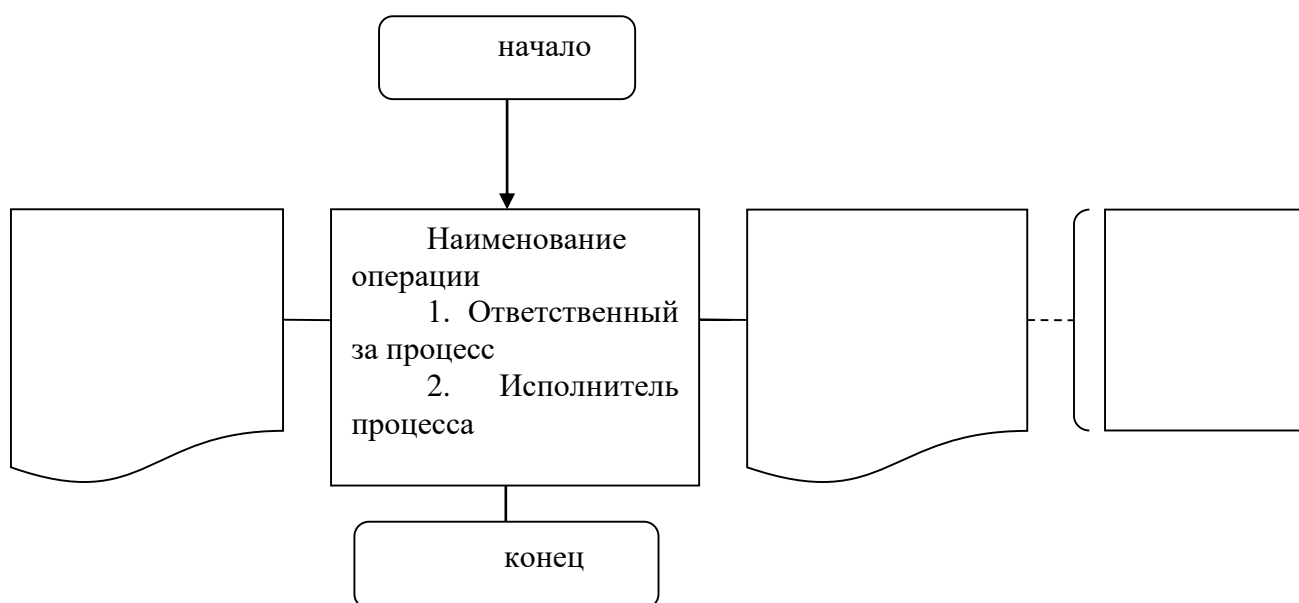 начало
Наименование
операции
1. Ответственный
за процесс
2. Исполнитель
процесса
конец